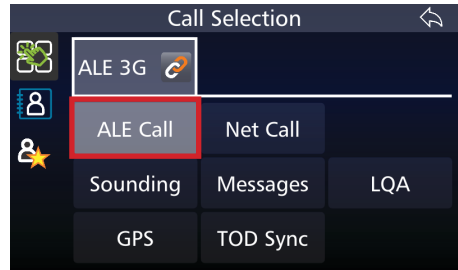 Call Selection
ALE 3G
ALE Call Net Call
Sounding Messages LQA
GPS TOD Sync